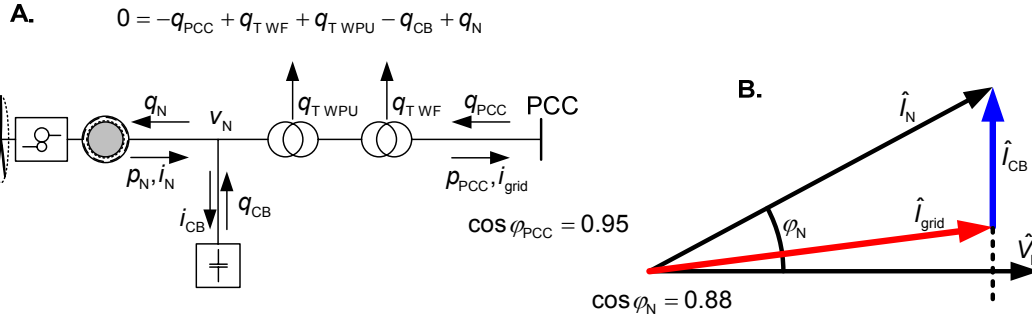 A.
0 = −q_PCC + q_T WF + q_T WPU − q_CB + q_N
q_N
v_N
q_T WPU
q_T WF
q_PCC
PCC
p_N, i_N
i_CB
q_CB
p_PCC, i_grid
cos φ_PCC = 0.95
B.
Î_N
Î_CB
φ_N
Î_grid
cos φ_N = 0.88